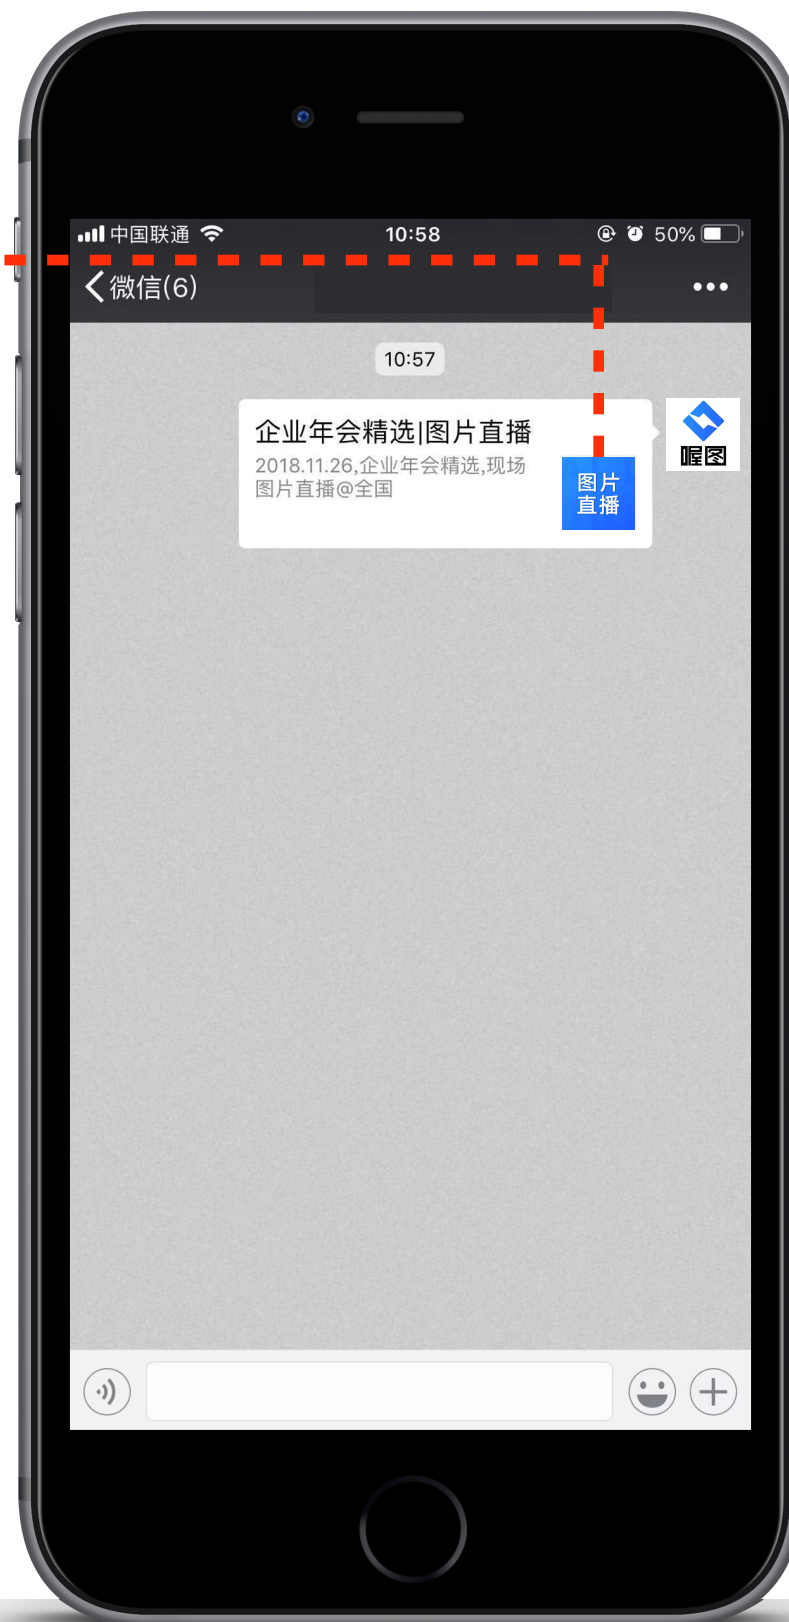 中国联通 10:58 50%
微信(6)
10:57
企业年会精选|图片直播
2018.11.26,企业年会精选,现场
图片直播@全国
图片
直播
喔图